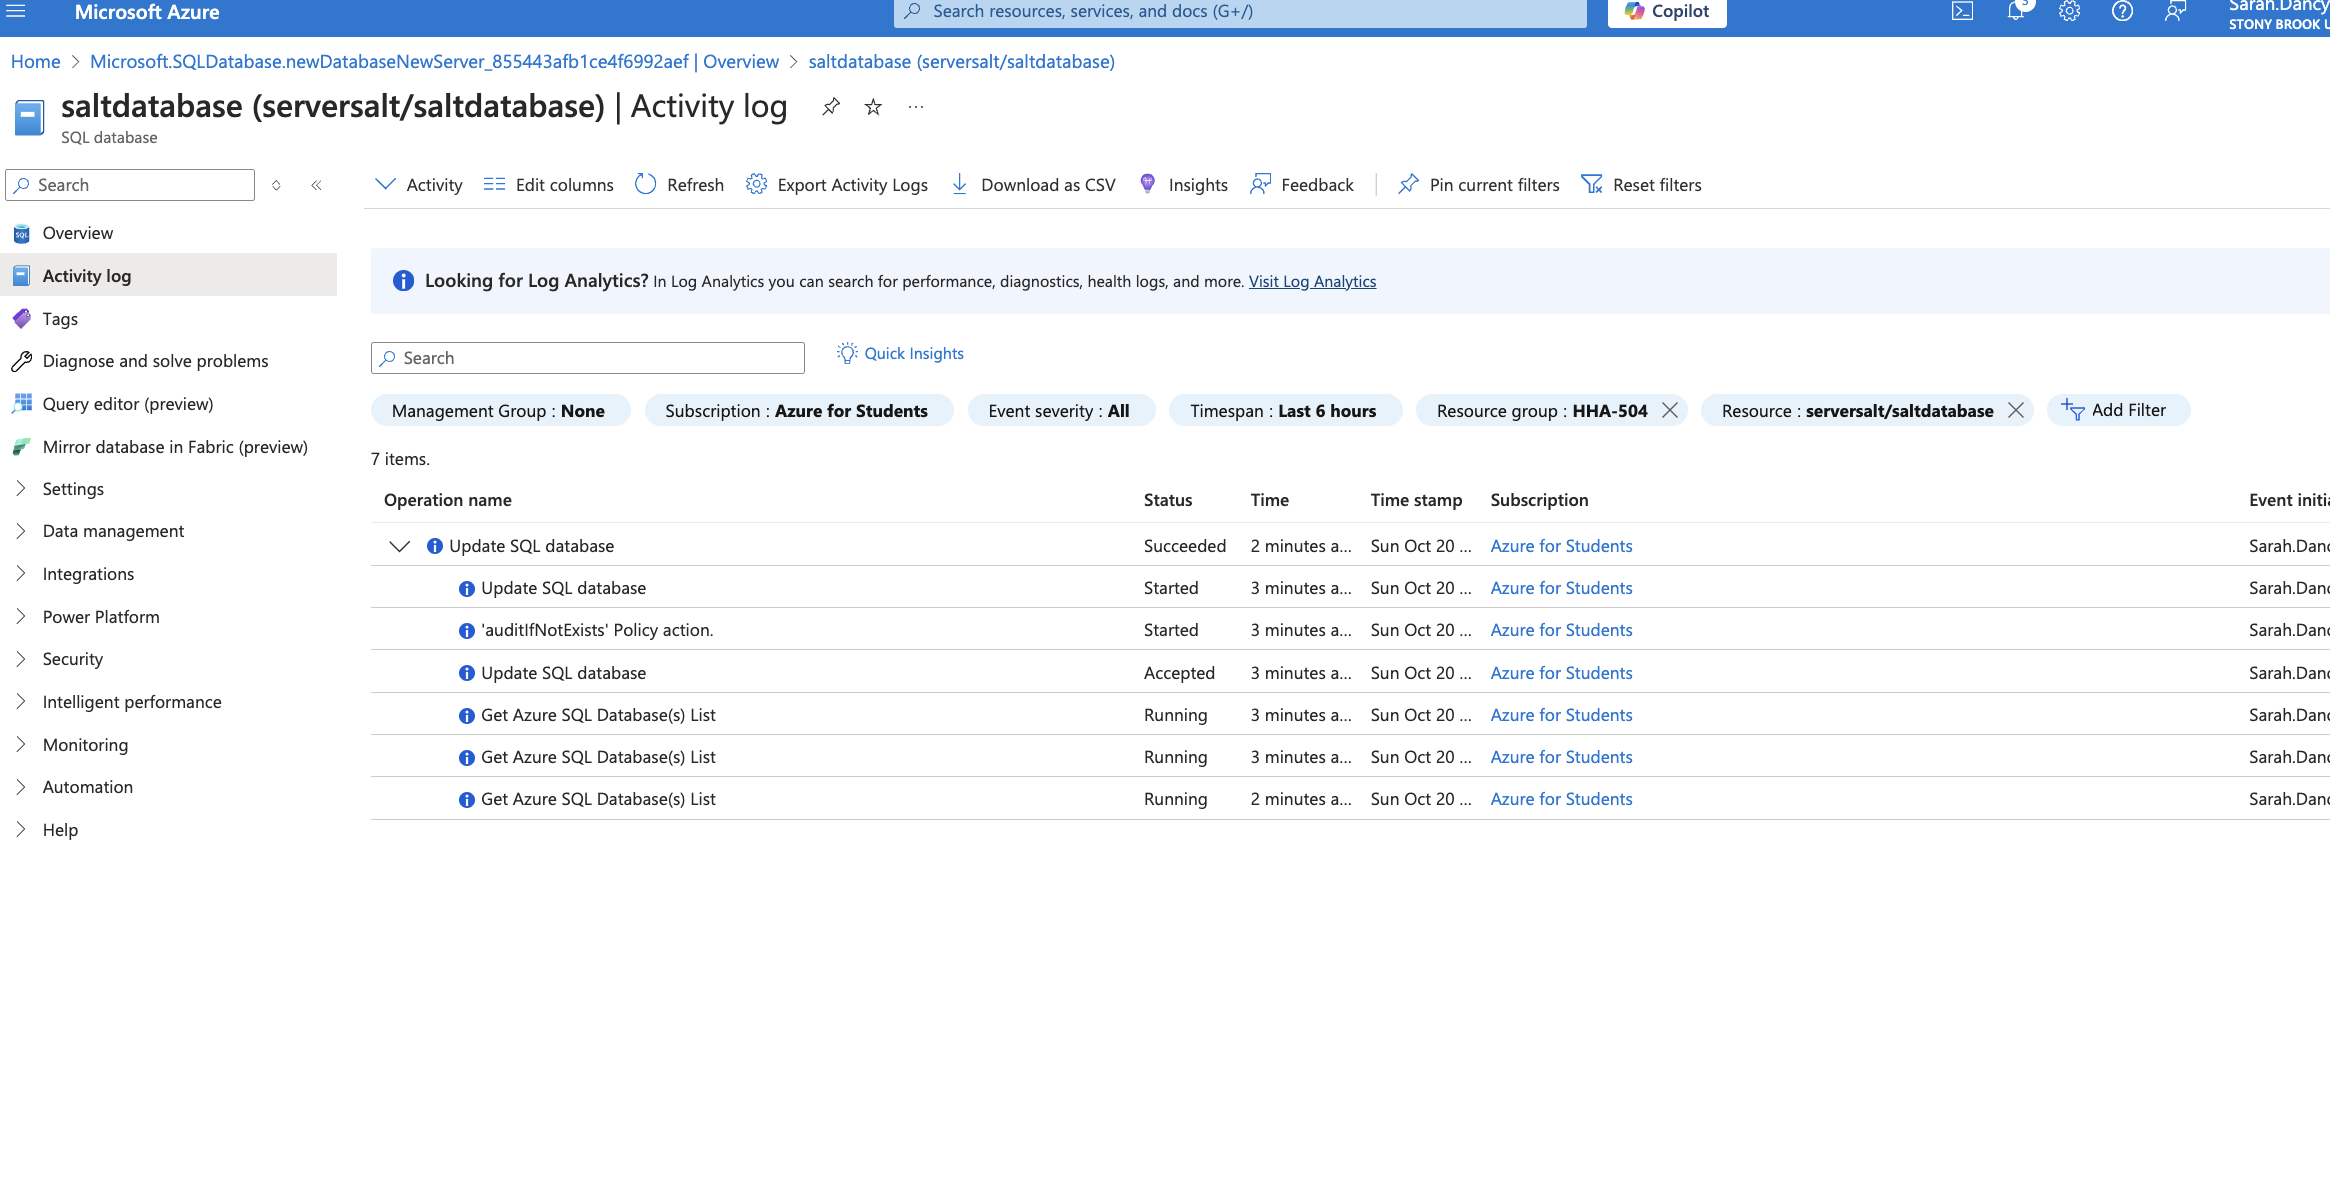 Microsoft Azure
Search resources, services, and docs (G+/)
Copilot
3
Sarah.Dancy
STONY BROOK U
Home > Microsoft.SQLDatabase.newDatabaseNewServer_855443afb1ce4f6992aef | Overview > saltdatabase (serversalt/saltdatabase)
saltdatabase (serversalt/saltdatabase) | Activity log ...
SQL database
Search
Overview
Activity log
Tags
Diagnose and solve problems
Query editor (preview)
Mirror database in Fabric (preview)
Settings
Data management
Integrations
Power Platform
Security
Intelligent performance
Monitoring
Automation
Help
Activity Edit columns Refresh Export Activity Logs Download as CSV Insights Feedback | Pin current filters Reset filters
Looking for Log Analytics? In Log Analytics you can search for performance, diagnostics, health logs, and more. Visit Log Analytics
Search Quick Insights
Management Group : None Subscription : Azure for Students Event severity : All Timespan : Last 6 hours Resource group : HHA-504 Resource : serversalt/saltdatabase Add Filter
7 items.
Operation name Status Time Time stamp Subscription Event initi
Update SQL database Succeeded 2 minutes a... Sun Oct 20 ... Azure for Students Sarah.Danc
Update SQL database Started 3 minutes a... Sun Oct 20 ... Azure for Students Sarah.Danc
'auditIfNotExists' Policy action. Started 3 minutes a... Sun Oct 20 ... Azure for Students Sarah.Danc
Update SQL database Accepted 3 minutes a... Sun Oct 20 ... Azure for Students Sarah.Danc
Get Azure SQL Database(s) List Running 3 minutes a... Sun Oct 20 ... Azure for Students Sarah.Danc
Get Azure SQL Database(s) List Running 3 minutes a... Sun Oct 20 ... Azure for Students Sarah.Danc
Get Azure SQL Database(s) List Running 2 minutes a... Sun Oct 20 ... Azure for Students Sarah.Danc